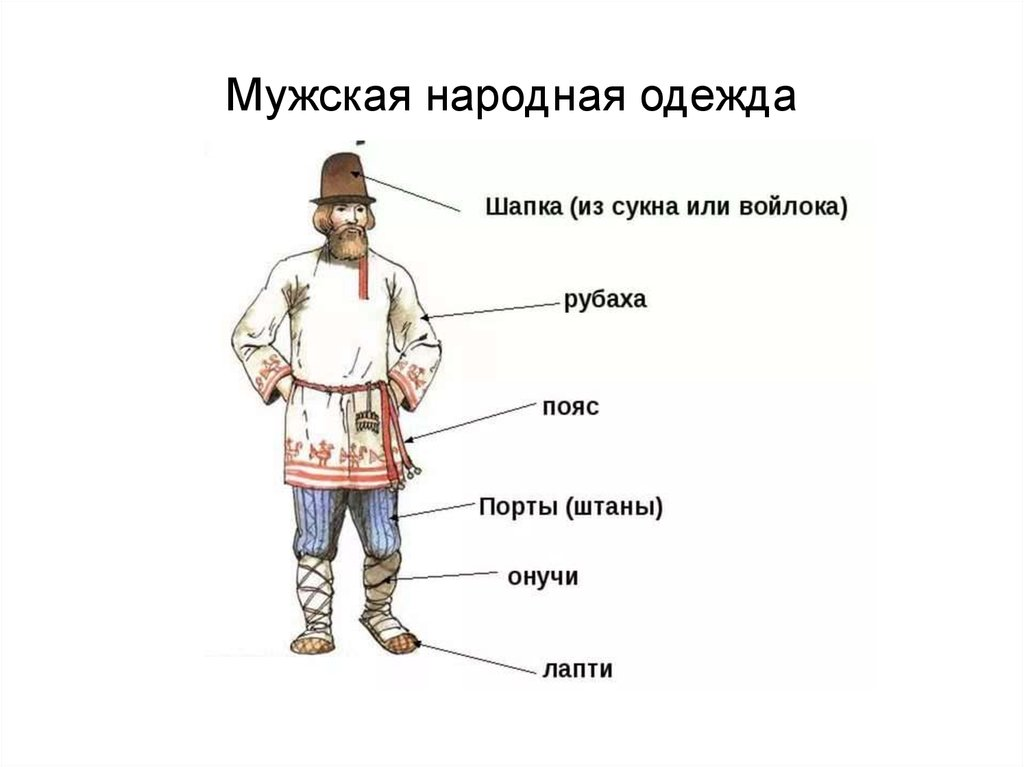 Мужская народная одежда
Шапка (из сукна или войлока)
рубаха
пояс
Порты (штаны)
онучи
лапти